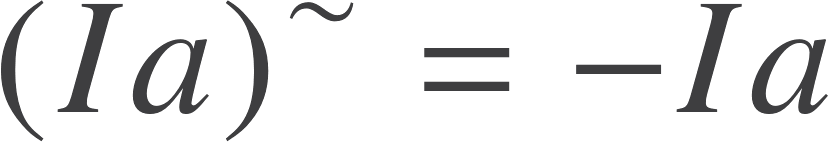 (Ia)~ = −Ia